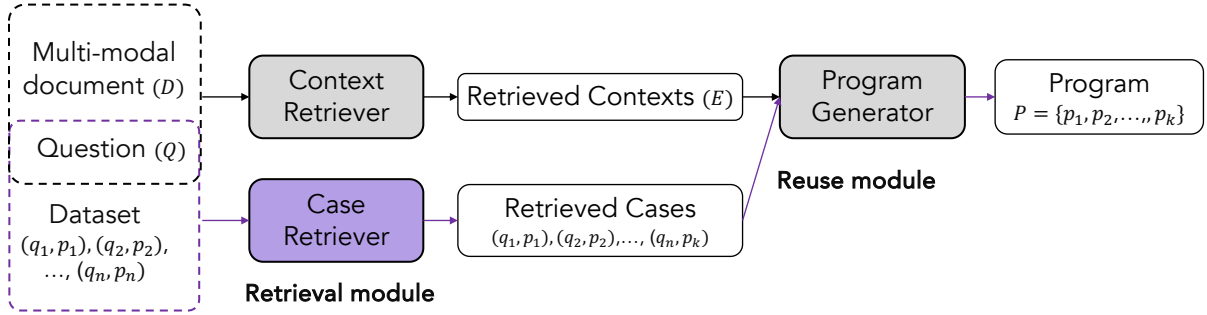 Multi-modal
document (D)
Question (Q)
Dataset
(q₁, p₁), (q₂, p₂),
…, (qₙ, pₙ)
Context
Retriever
Case
Retriever
Retrieval module
Retrieved Contexts (E)
Retrieved Cases
(q₁, p₁), (q₂, p₂),…, (qₙ, pₖ)
Program
Generator
Reuse module
Program
P = {p₁, p₂,…,, pₖ}